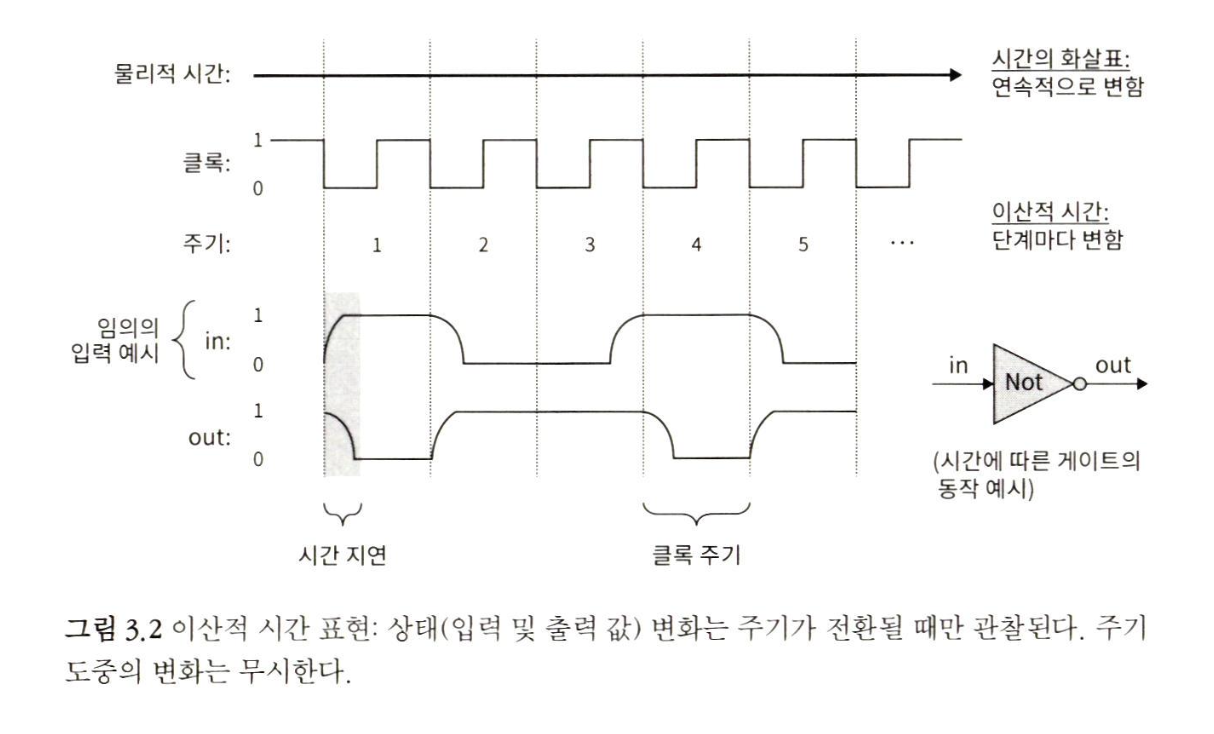 물리적 시간:
시간의 화살표:
연속적으로 변함
클록:
1
0
주기:
1 2 3 4 5 ···
이산적 시간:
단계마다 변함
임의의
입력 예시
in:
1
0
out:
1
0
in
Not
out
(시간에 따른 게이트의
동작 예시)
시간 지연
클록 주기
그림 3.2 이산적 시간 표현: 상태(입력 및 출력 값) 변화는 주기가 전환될 때만 관찰된다. 주기
도중의 변화는 무시한다.